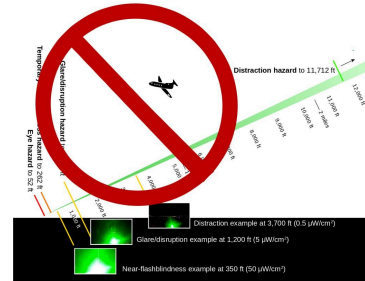 Distraction hazard to 11,712 ft
12,000 ft
11,000 ft
10,000 ft
2 miles
9,000 ft
8,000 ft
5,000
4,000
2,000 ft
1,000 ft
Glare/disruption hazard
Temporary
to 262 ft
Eye hazard to 52 ft
Distraction example at 3,700 ft (0.5 μW/cm²)
Glare/disruption example at 1,200 ft (5 μW/cm²)
Near-flashblindness example at 350 ft (50 μW/cm²)